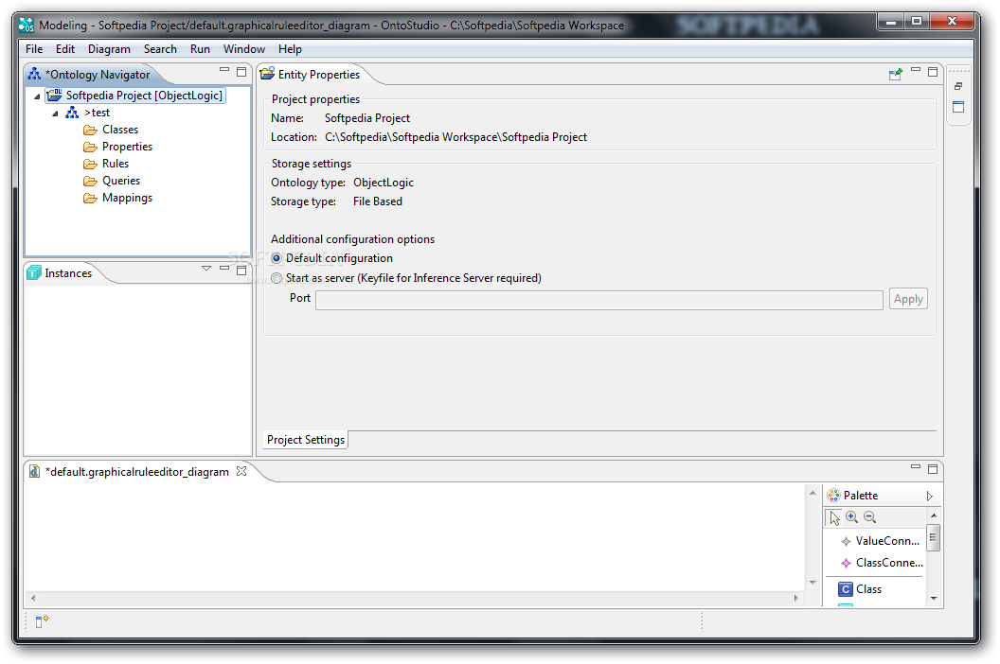 Modeling - Softpedia Project/default.graphicalruleeditor_diagram - OntoStudio - C:\Softpedia\Softpedia Workspace
SOFTPEDIA
File Edit Diagram Search Run Window Help
*Ontology Navigator
Softpedia Project [ObjectLogic]
>test
Classes
Properties
Rules
Queries
Mappings
Instances
Entity Properties
Project properties
Name: Softpedia Project
Location: C:\Softpedia\Softpedia Workspace\Softpedia Project
Storage settings
Ontology type: ObjectLogic
Storage type: File Based
Additional configuration options
SOFTPEDIA
Default configuration
Start as server (Keyfile for Inference Server required)
Port
Apply
Project Settings
*default.graphicalruleeditor_diagram
Palette
ValueConn...
ClassConne...
C Class